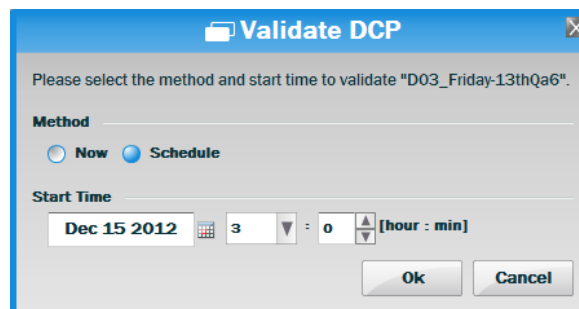 Validate DCP
Please select the method and start time to validate "D03_Friday-13thQa6".
Method
Now Schedule
Start Time
Dec 15 2012 3 : 0 [hour : min]
Ok Cancel